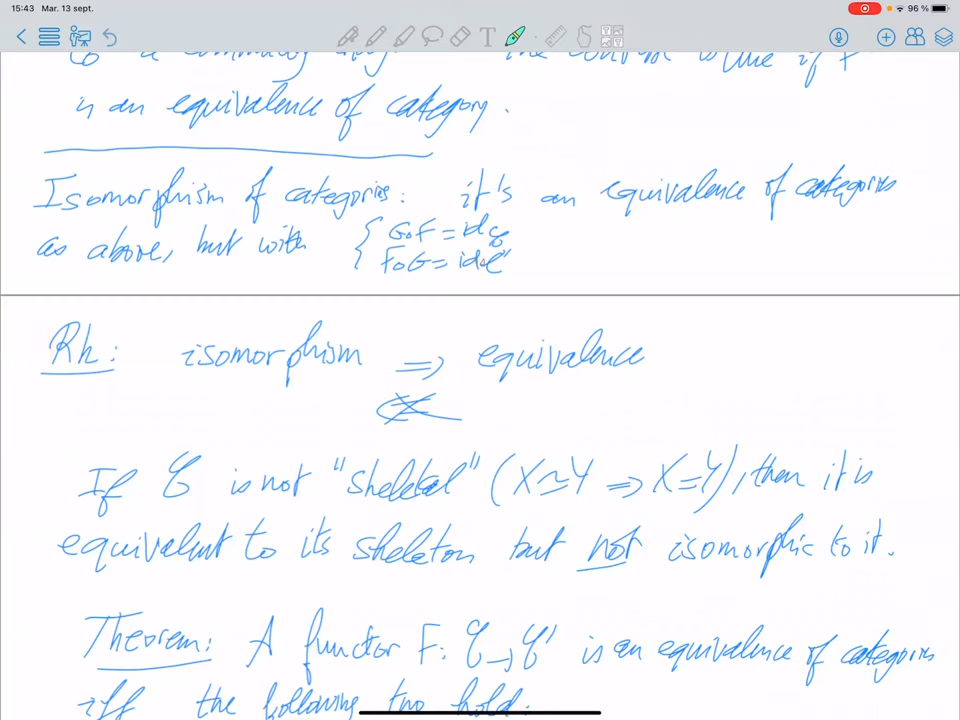 15:43 Mar. 13 sept. 96 %
is an equivalence of category.
Isomorphism of categories: it's an equivalence of categories
as above, but with { G∘F = id_𝒞
F∘G = id_𝒞'
Rk: isomorphism ⇒ equivalence
⇍
If 𝒞 is not "skeletal" (X ≃ Y ⇒ X = Y), then it is
equivalent to its skeleton but not isomorphic to it.
Theorem: A functor F: 𝒞 → 𝒞' is an equivalence of categories
iff the following two hold: